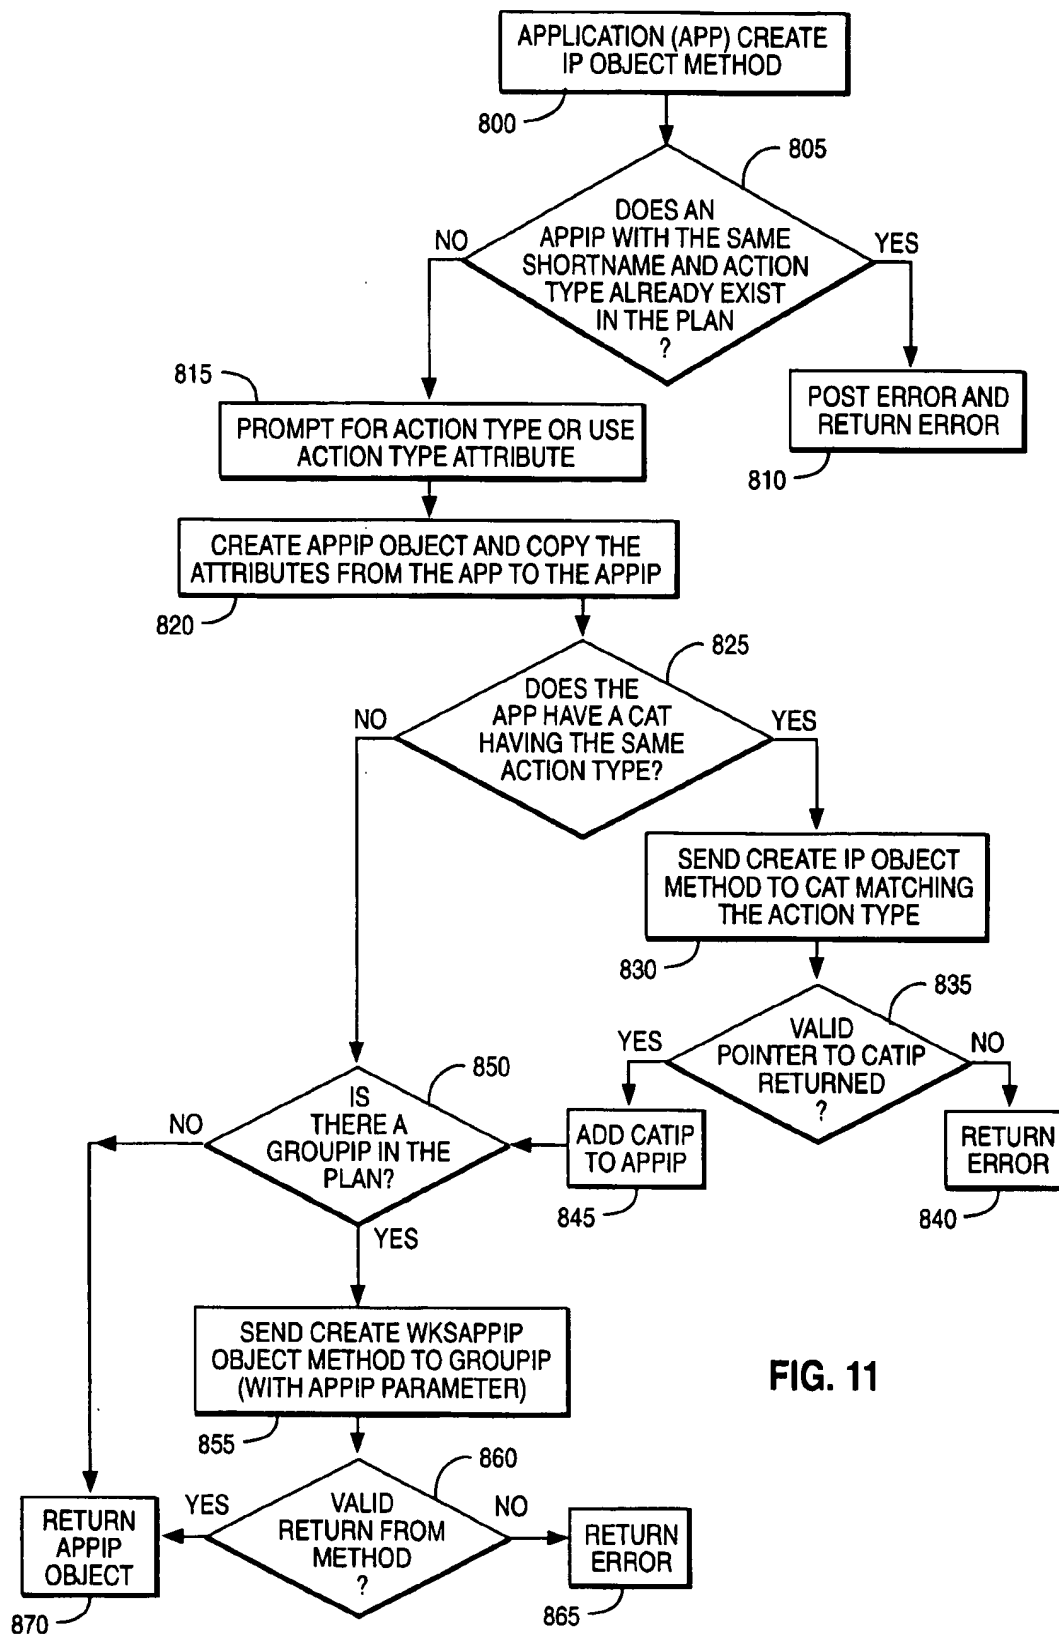 APPLICATION (APP) CREATE
IP OBJECT METHOD
800
805
DOES AN
APPIP WITH THE SAME
SHORTNAME AND ACTION
TYPE ALREADY EXIST
IN THE PLAN
?
NO
YES
815
PROMPT FOR ACTION TYPE OR USE
ACTION TYPE ATTRIBUTE
POST ERROR AND
RETURN ERROR
810
CREATE APPIP OBJECT AND COPY THE
ATTRIBUTES FROM THE APP TO THE APPIP
820
825
DOES THE
APP HAVE A CAT
HAVING THE SAME
ACTION TYPE?
NO
YES
SEND CREATE IP OBJECT
METHOD TO CAT MATCHING
THE ACTION TYPE
830
835
VALID
POINTER TO CATIP
RETURNED
?
YES
NO
850
IS
THERE A
GROUPIP IN THE
PLAN?
NO
YES
ADD CATIP
TO APPIP
845
RETURN
ERROR
840
SEND CREATE WKSAPPIP
OBJECT METHOD TO GROUPIP
(WITH APPIP PARAMETER)
855
FIG. 11
860
VALID
RETURN FROM
METHOD
?
YES
NO
RETURN
APPIP
OBJECT
870
RETURN
ERROR
865